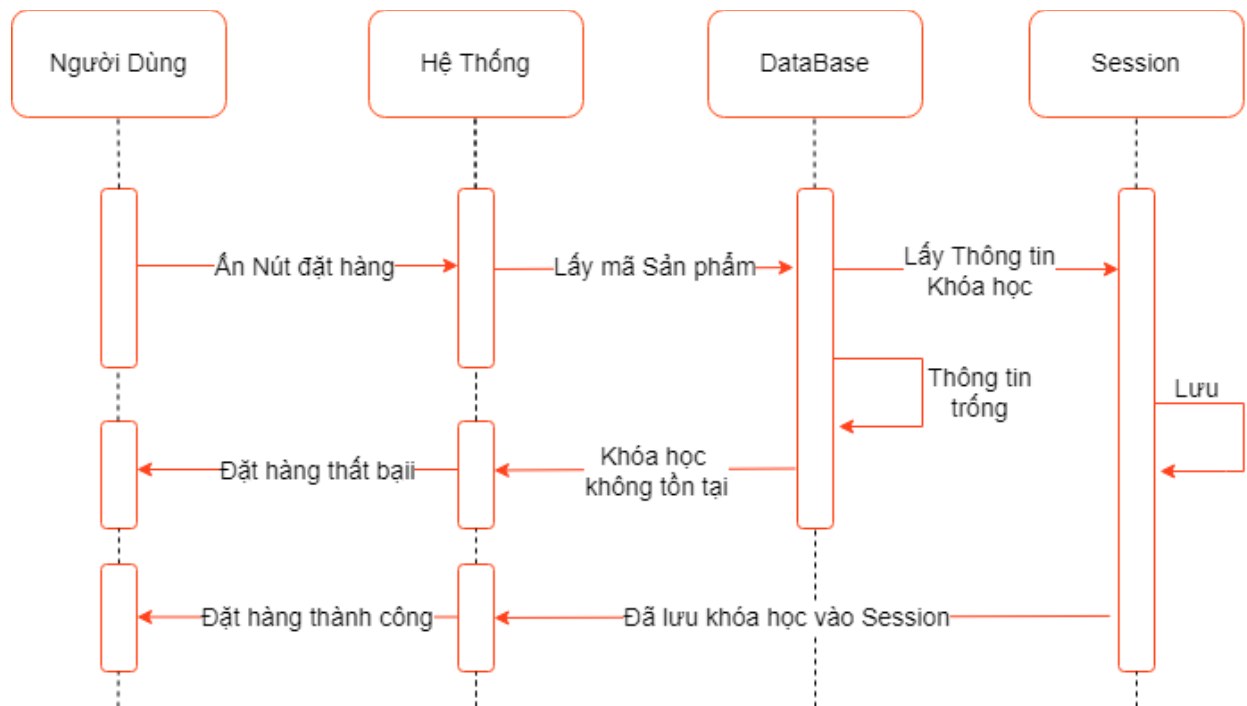 Người Dùng
Hệ Thống
DataBase
Session
Ấn Nút đặt hàng
Lấy mã Sản phẩm
Lấy Thông tin
Khóa học
Thông tin
trống
Lưu
Đặt hàng thất bạii
Khóa học
không tồn tại
Đặt hàng thành công
Đã lưu khóa học vào Session